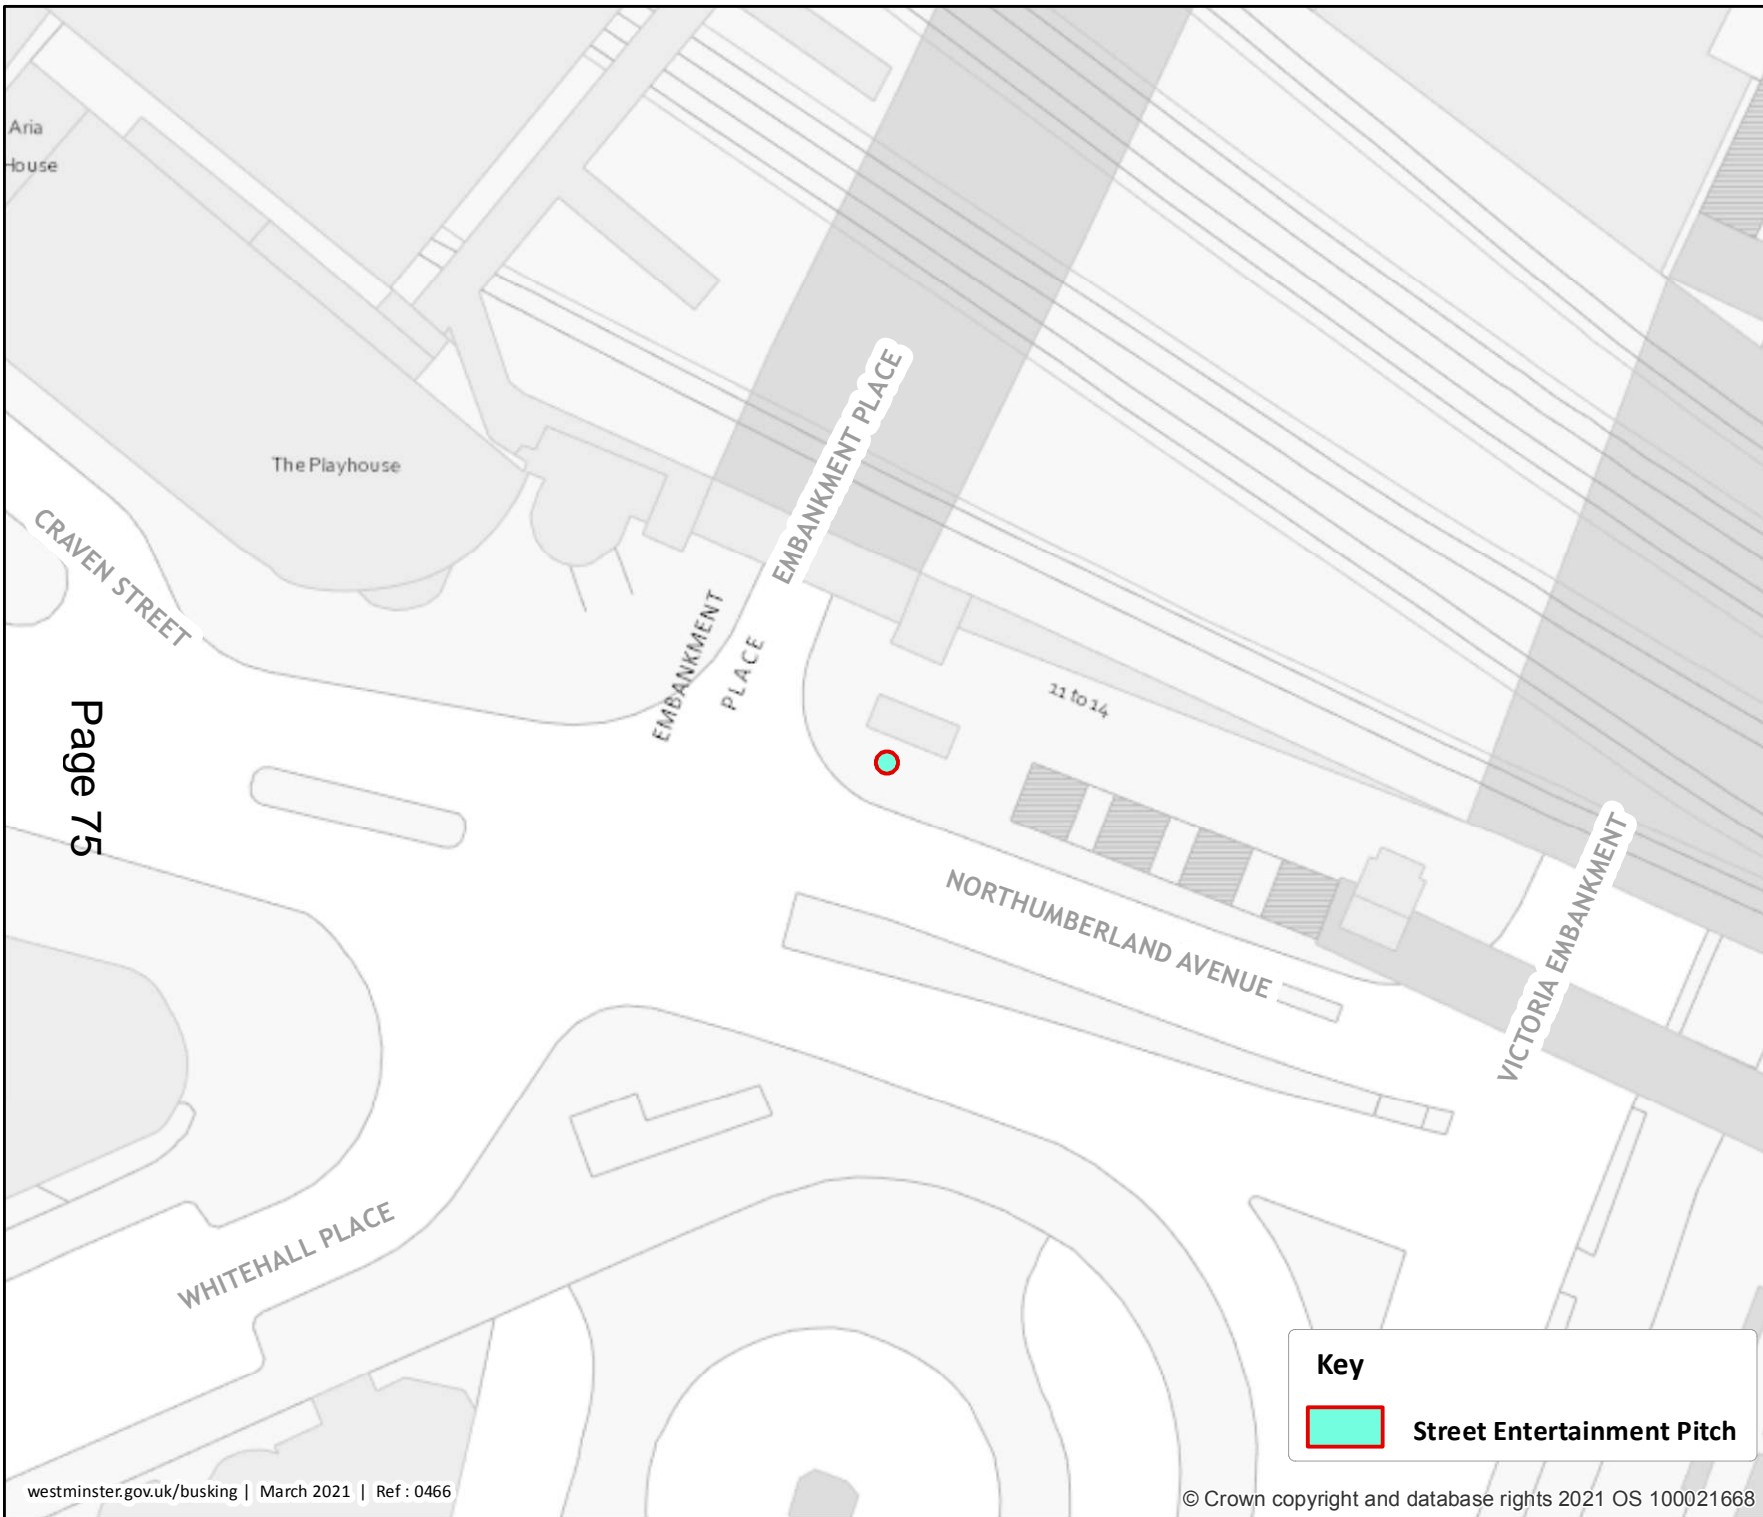 Aria
House
The Playhouse
CRAVEN STREET
EMBANKMENT PLACE
EMBANKMENT
PLACE
11 to 14
Page 75
NORTHUMBERLAND AVENUE
VICTORIA EMBANKMENT
WHITEHALL PLACE
Key
Street Entertainment Pitch
westminster.gov.uk/busking | March 2021 | Ref : 0466
© Crown copyright and database rights 2021 OS 100021668